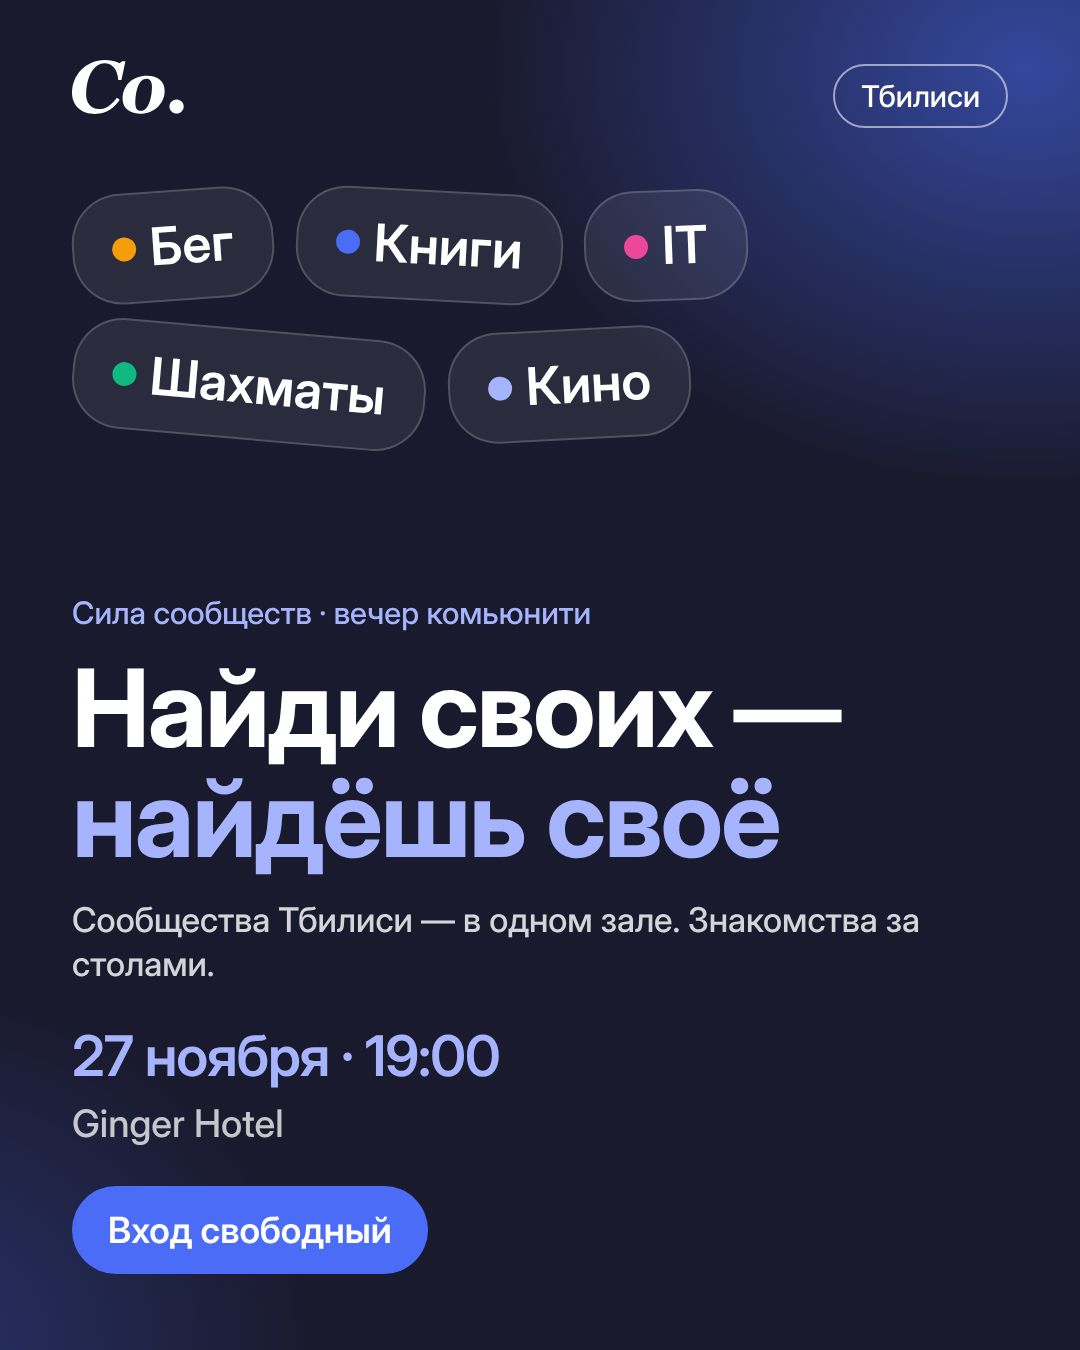 Co.
Тбилиси
Бег
Книги
IT
Шахматы
Кино
Сила сообществ · вечер комьюнити
Найди своих —
найдёшь своё
Сообщества Тбилиси — в одном зале. Знакомства за
столами.
27 ноября · 19:00
Ginger Hotel
Вход свободный